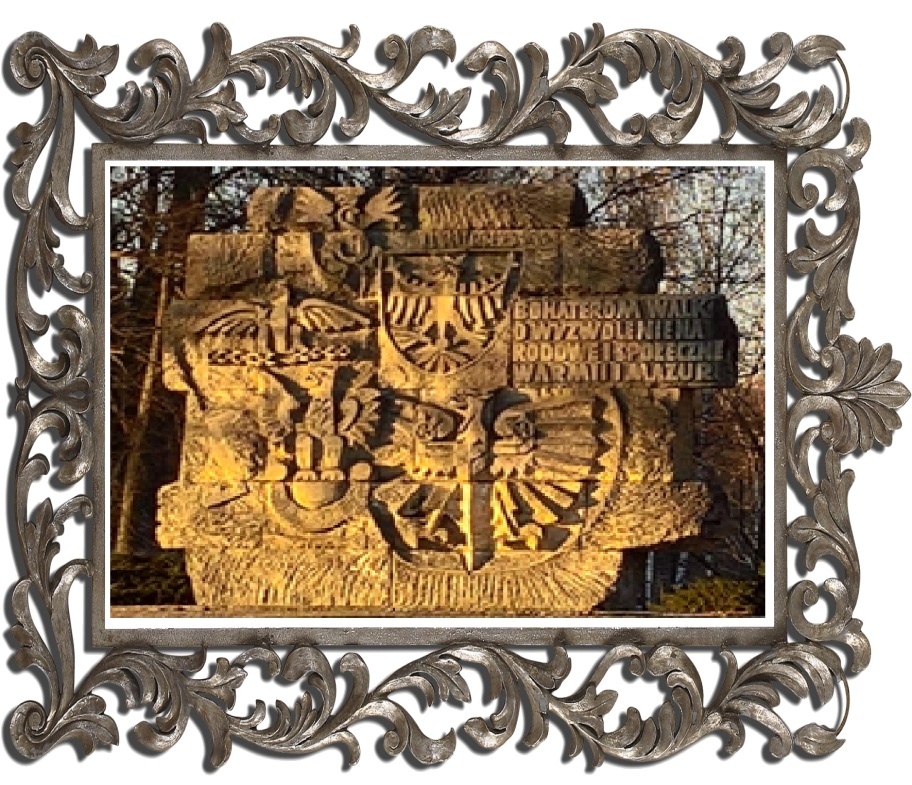 BOHATEROM WALK
O WYZWOLENIE NA
RODOWE I SPOŁECZNE
WARMII I MAZUR